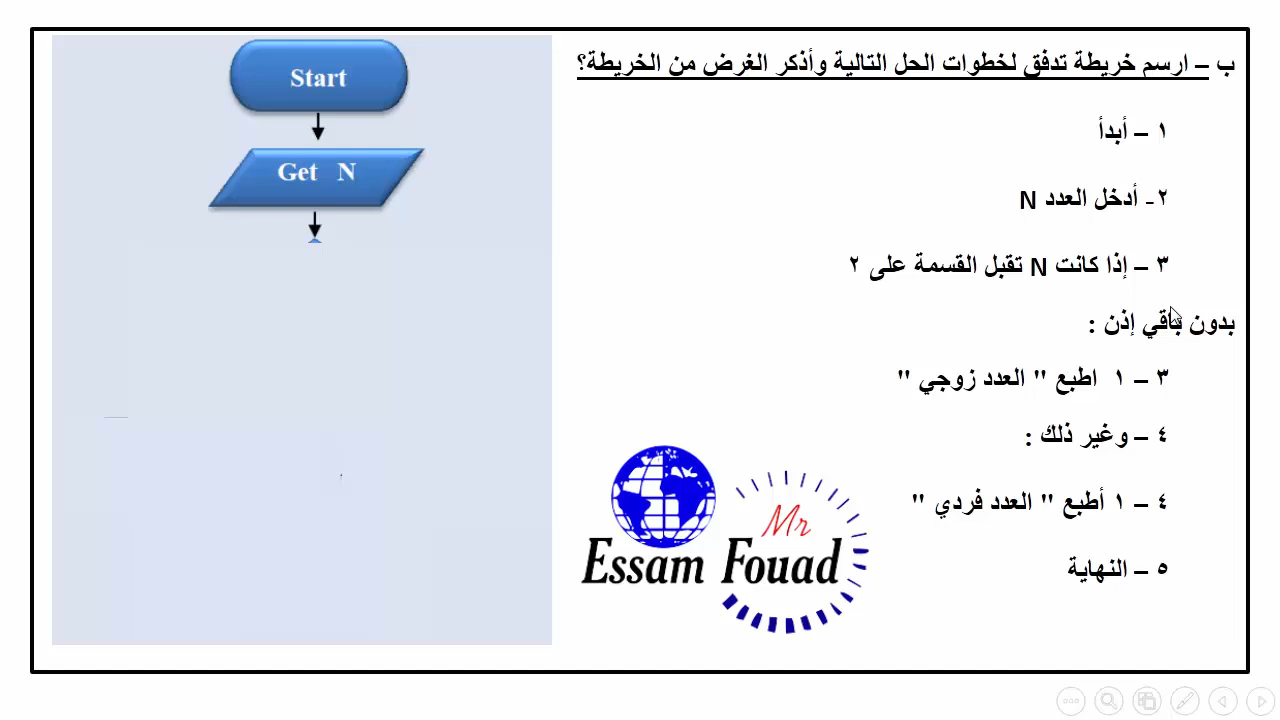 ب – ارسم خريطة تدفق لخطوات الحل التالية وأذكر الغرض من الخريطة؟
١ – أبدأ
٢- أدخل العدد N
٣ – إذا كانت N تقبل القسمة على ٢
بدون باقي إذن :
٣ – ١ اطبع " العدد زوجي "
٤ – وغير ذلك :
٤ – ١ أطبع " العدد فردي "
٥ – النهاية
Start
Get N
Mr
Essam Fouad